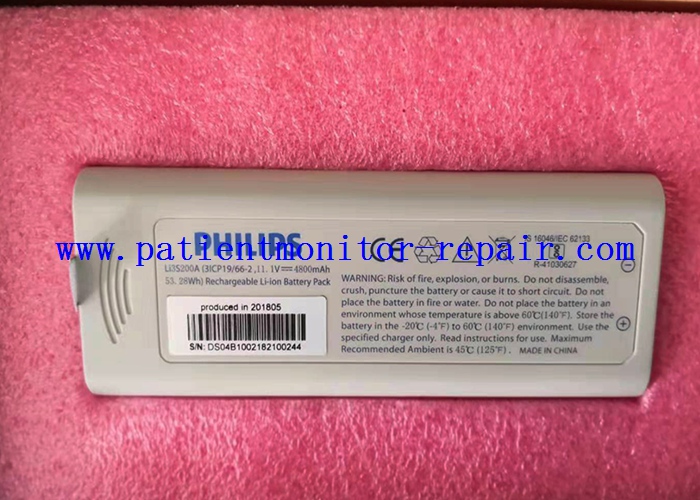 PHILIPS
CE
Li3S200A (3ICP19/66-2 ,11.1V 4800mAh
53.28Wh) Rechargeable Li-ion Battery Pack
produced in 201805
S/N: DS04B1002182100244
IS 16046/IEC 62133
R-41030627
WARNING: Risk of fire, explosion, or burns. Do not disassemble,
crush, puncture the battery or cause it to short circuit. Do not
place the battery in fire or water. Do not place the battery in an
environment whose temperature is above 60℃(140℉). Store the
battery in the -20℃ (-4℉) to 60℃ (140℉) environment. Use the
specified charger only. Read instructions for use. Maximum
Recommended Ambient is 45℃ (125℉). MADE IN CHINA
www.patientmonitor-repair.com